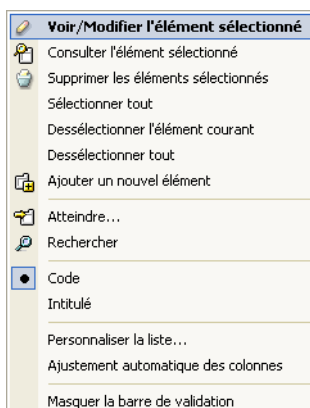 Voir/Modifier l'élément sélectionné
Consulter l'élément sélectionné
Supprimer les éléments sélectionnés
Sélectionner tout
Dessélectionner l'élément courant
Dessélectionner tout
Ajouter un nouvel élément
Atteindre...
Rechercher
Code
Intitulé
Personnaliser la liste...
Ajustement automatique des colonnes
Masquer la barre de validation